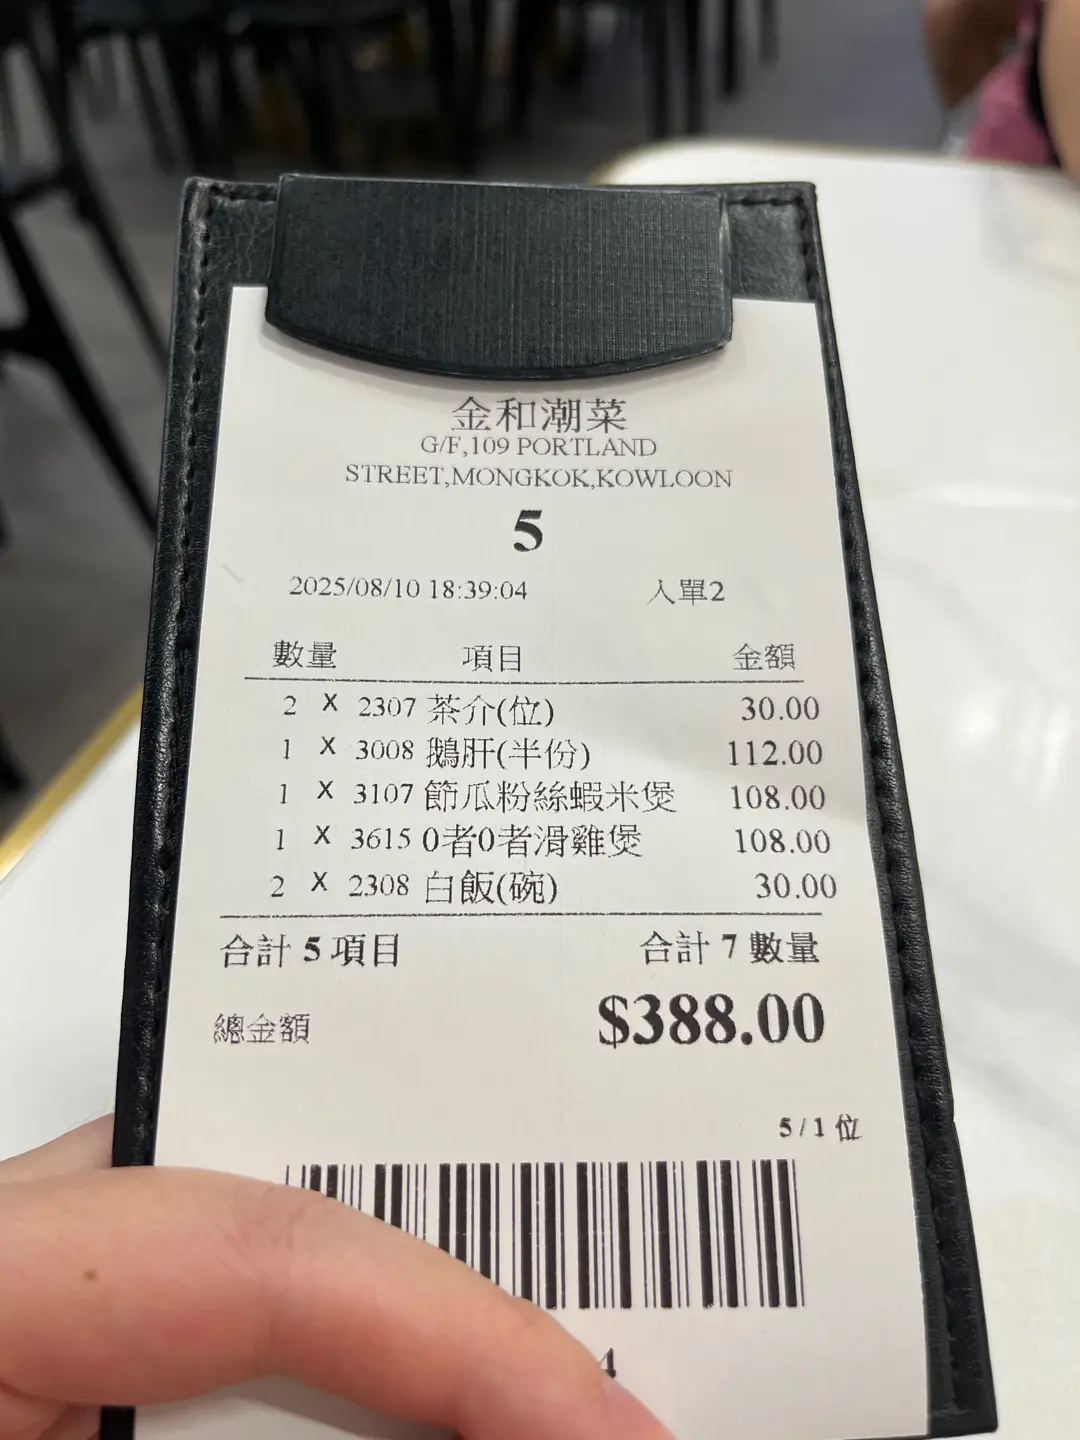 金和潮菜
G/F,109 PORTLAND
STREET,MONGKOK,KOWLOON
5
2025/08/10 18:39:04 入單2
數量 項目 金額
2 X 2307 茶介(位) 30.00
1 X 3008 鵝肝(半份) 112.00
1 X 3107 節瓜粉絲蝦米煲 108.00
1 X 3615 0者0者滑雞煲 108.00
2 X 2308 白飯(碗) 30.00
合計 5 項目 合計 7 數量
總金額 $388.00
5 / 1 位
4